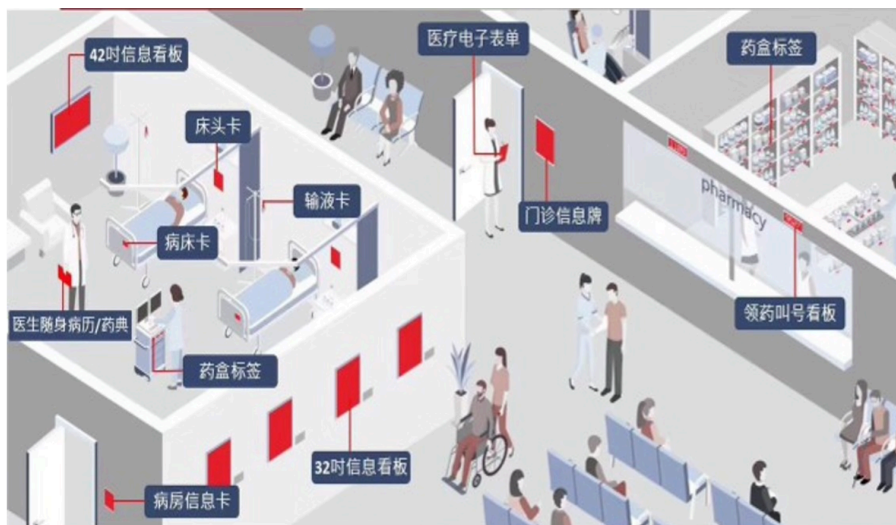 42吋信息看板
医疗电子表单
药盒标签
床头卡
输液卡
pharmacy
门诊信息牌
病床卡
医生随身病历/药典
领药叫号看板
药盒标签
32吋信息看板
病房信息卡